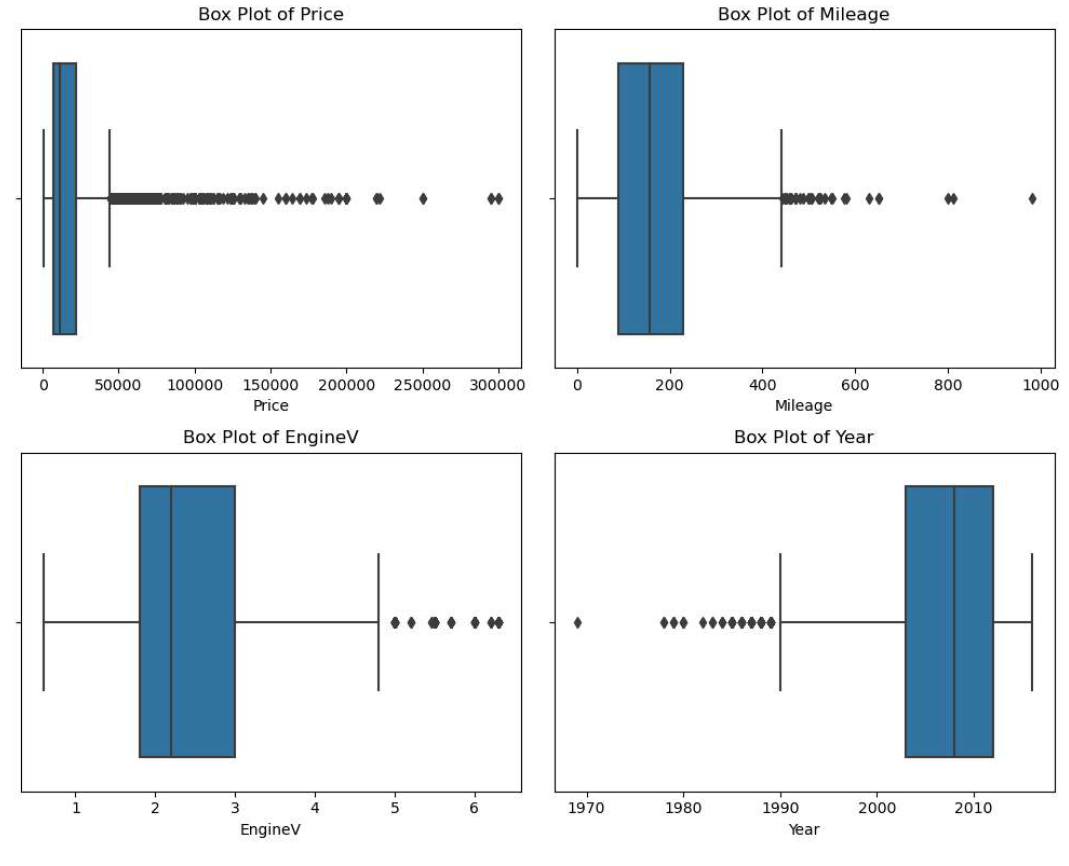 Box Plot of Price
0 50000 100000 150000 200000 250000 300000
Price
Box Plot of Mileage
0 200 400 600 800 1000
Mileage
Box Plot of EngineV
1 2 3 4 5 6
EngineV
Box Plot of Year
1970 1980 1990 2000 2010
Year